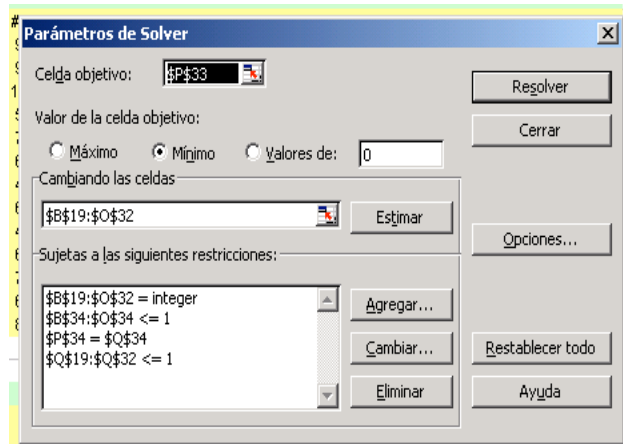 #
Parámetros de Solver
Celda objetivo: $P$33
Resolver
Valor de la celda objetivo:
Cerrar
Máximo Mínimo Valores de: 0
Cambiando las celdas
$B$19:$O$32 Estimar
Opciones...
Sujetas a las siguientes restricciones:
$B$19:$O$32 = integer
$B$34:$O$34 <= 1
$P$34 = $Q$34
$Q$19:$Q$32 <= 1
Agregar...
Cambiar...
Restablecer todo
Eliminar
Ayuda